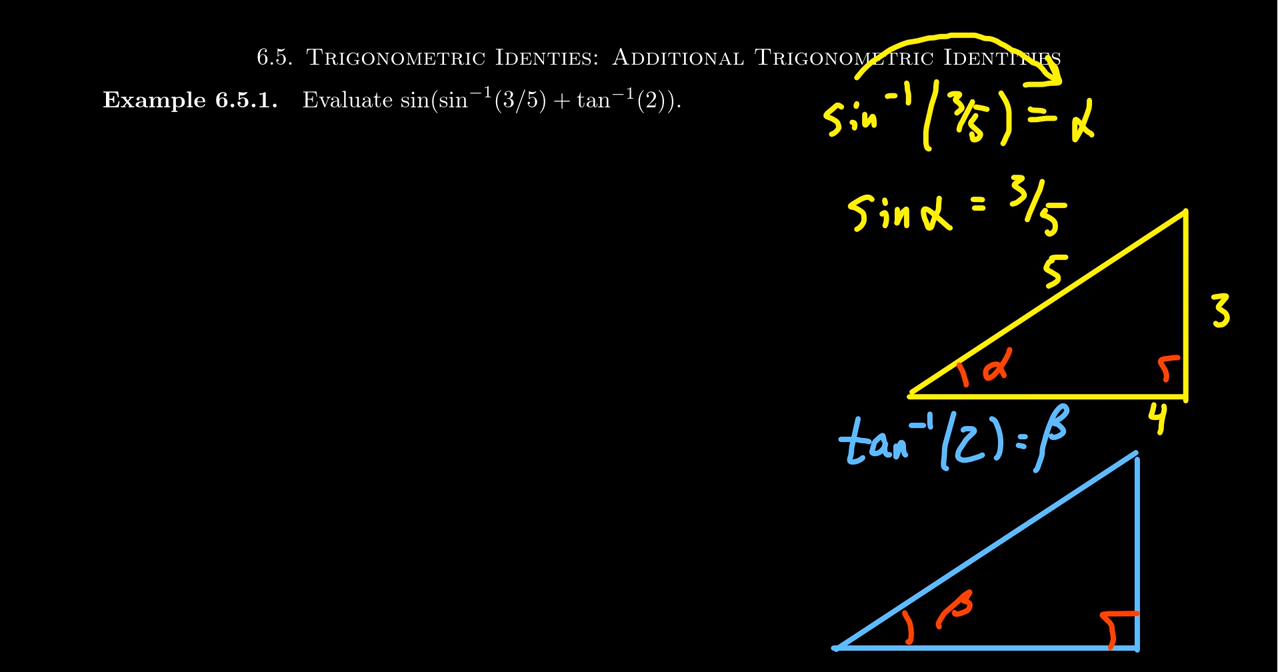 6.5. Trigonometric Identies: Additional Trigonometric Identities
Example 6.5.1. Evaluate sin(sin⁻¹(3/5) + tan⁻¹(2)).
sin⁻¹(3/5) = α
sinα = 3/5
5
3
α
4
tan⁻¹(2) = β
β